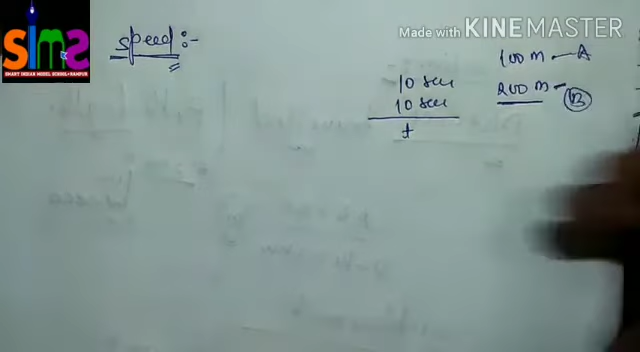 Made with KINEMASTER
SIMS
SMART INDIAN MODEL SCHOOL-RAMPUR
Speed :-
100 m — A
10 sec
200 m — B
10 sec
t